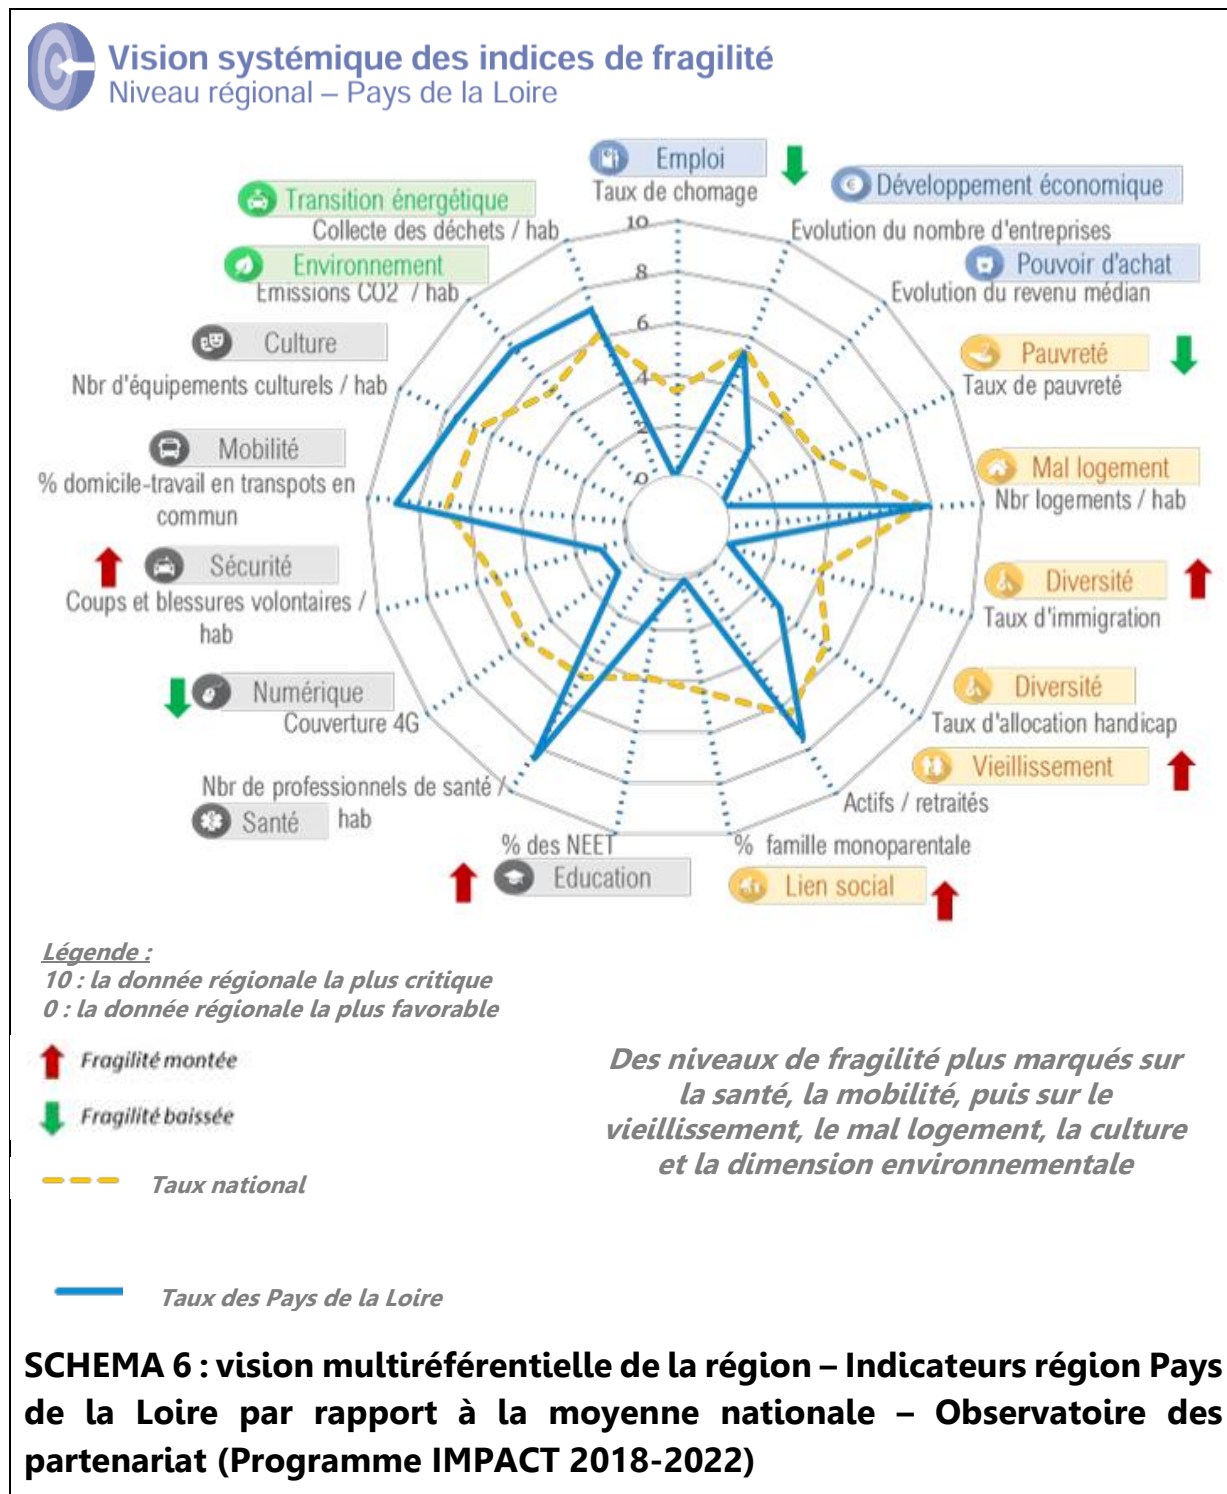 Vision systémique des indices de fragilité
Niveau régional – Pays de la Loire
Emploi
Taux de chomage
Développement économique
Evolution du nombre d'entreprises
Pouvoir d'achat
Evolution du revenu médian
Pauvreté
Taux de pauvreté
Mal logement
Nbr logements / hab
Diversité
Taux d'immigration
Diversité
Taux d'allocation handicap
Vieillissement
Actifs / retraités
% famille monoparentale
Lien social
% des NEET
Education
Nbr de professionnels de santé /
hab
Santé
Numérique
Couverture 4G
Sécurité
Coups et blessures volontaires /
hab
Mobilité
% domicile-travail en transpots en
commun
Culture
Nbr d'équipements culturels / hab
Environnement
Emissions CO2 / hab
Transition énergétique
Collecte des déchets / hab
10
8
6
4
2
0
Légende :
10 : la donnée régionale la plus critique
0 : la donnée régionale la plus favorable
Fragilité montée
Fragilité baissée
Taux national
Taux des Pays de la Loire
Des niveaux de fragilité plus marqués sur
la santé, la mobilité, puis sur le
vieillissement, le mal logement, la culture
et la dimension environnementale
SCHEMA 6 : vision multiréférentielle de la région – Indicateurs région Pays
de la Loire par rapport à la moyenne nationale – Observatoire des
partenariat (Programme IMPACT 2018-2022)